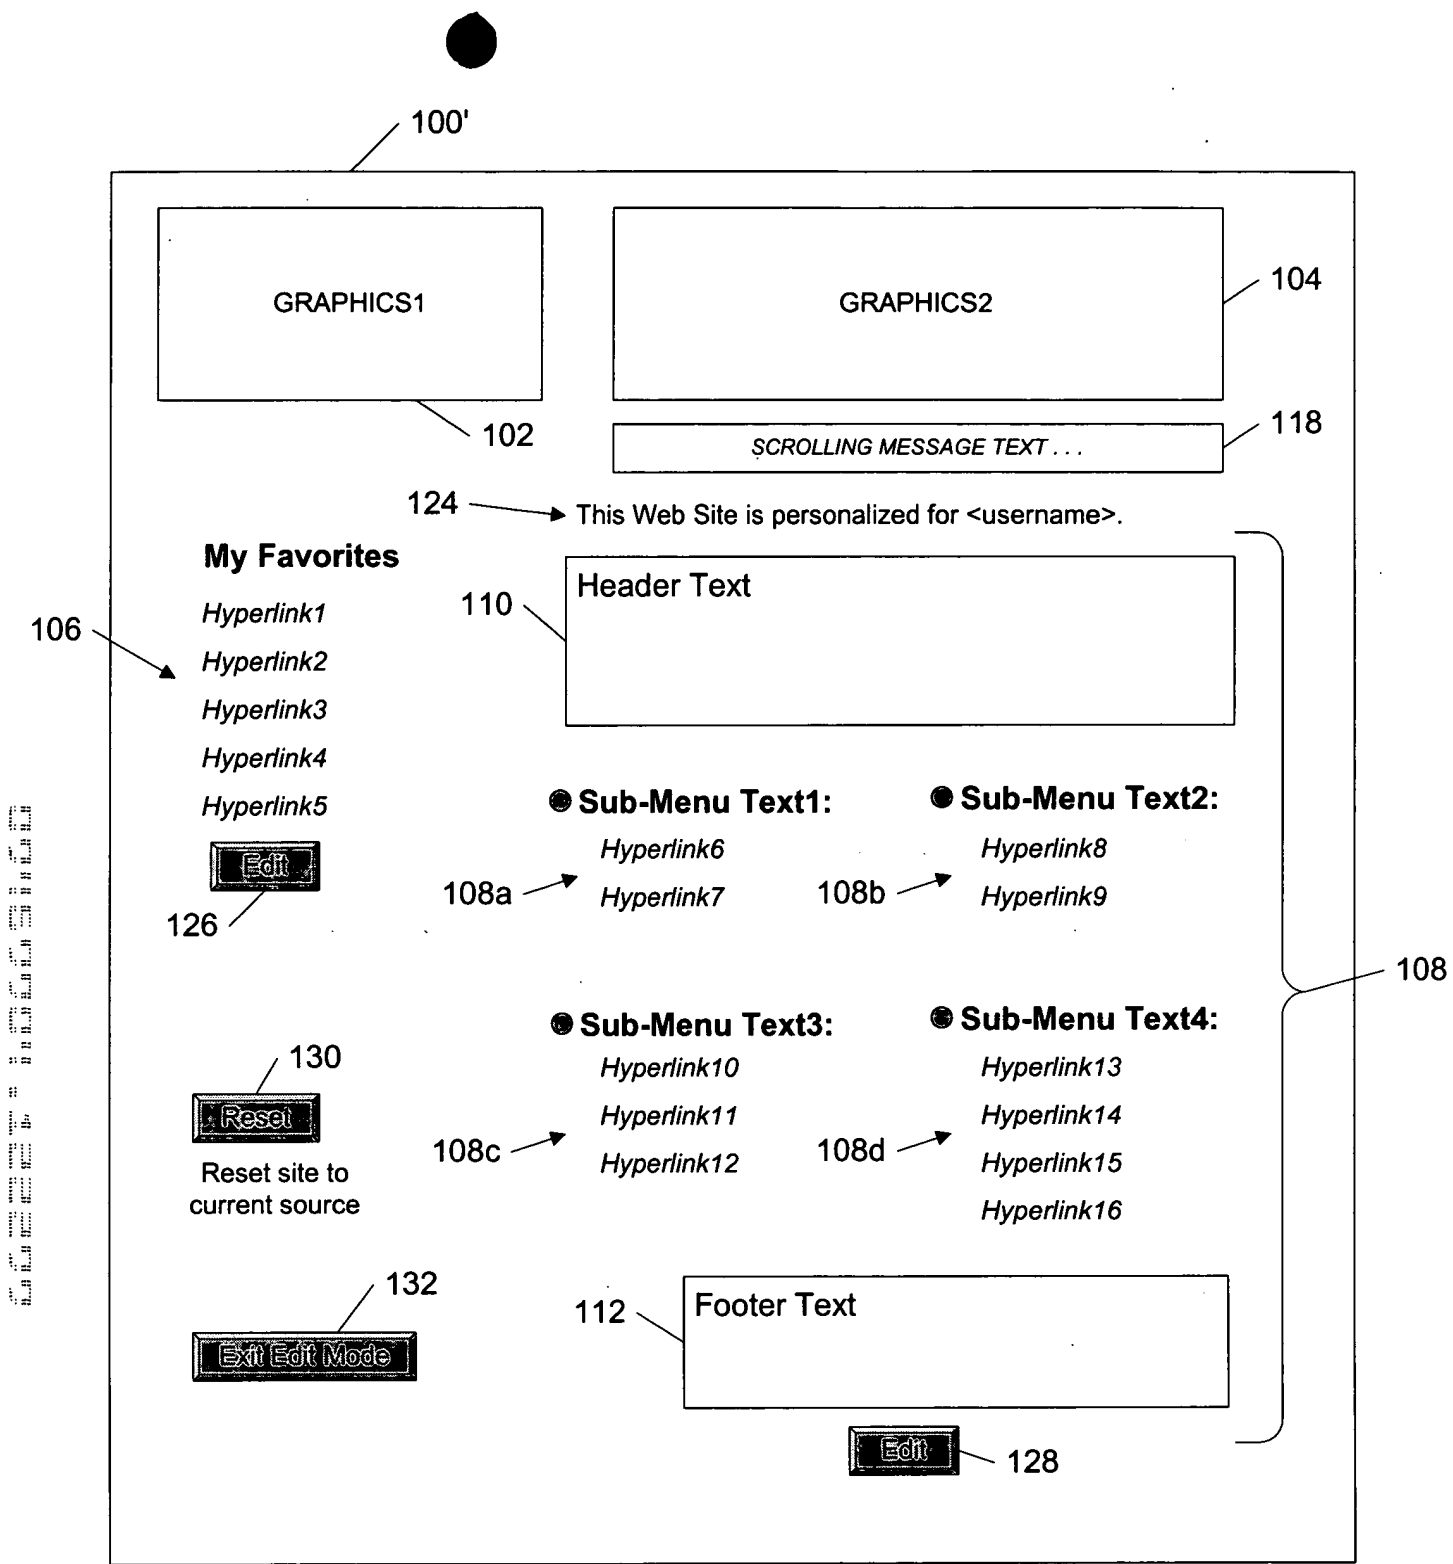 100'
GRAPHICS1
GRAPHICS2
104
102
SCROLLING MESSAGE TEXT . . .
118
124
This Web Site is personalized for <username>.
My Favorites
Header Text
110
106
Hyperlink1
Hyperlink2
Hyperlink3
Hyperlink4
Hyperlink5
Edit
126
Sub-Menu Text1:
Hyperlink6
Hyperlink7
108a
Sub-Menu Text2:
Hyperlink8
Hyperlink9
108b
108
Sub-Menu Text3:
Hyperlink10
Hyperlink11
Hyperlink12
108c
Sub-Menu Text4:
Hyperlink13
Hyperlink14
Hyperlink15
Hyperlink16
108d
130
Reset
Reset site to
current source
132
Exit Edit Mode
112
Footer Text
Edit
128